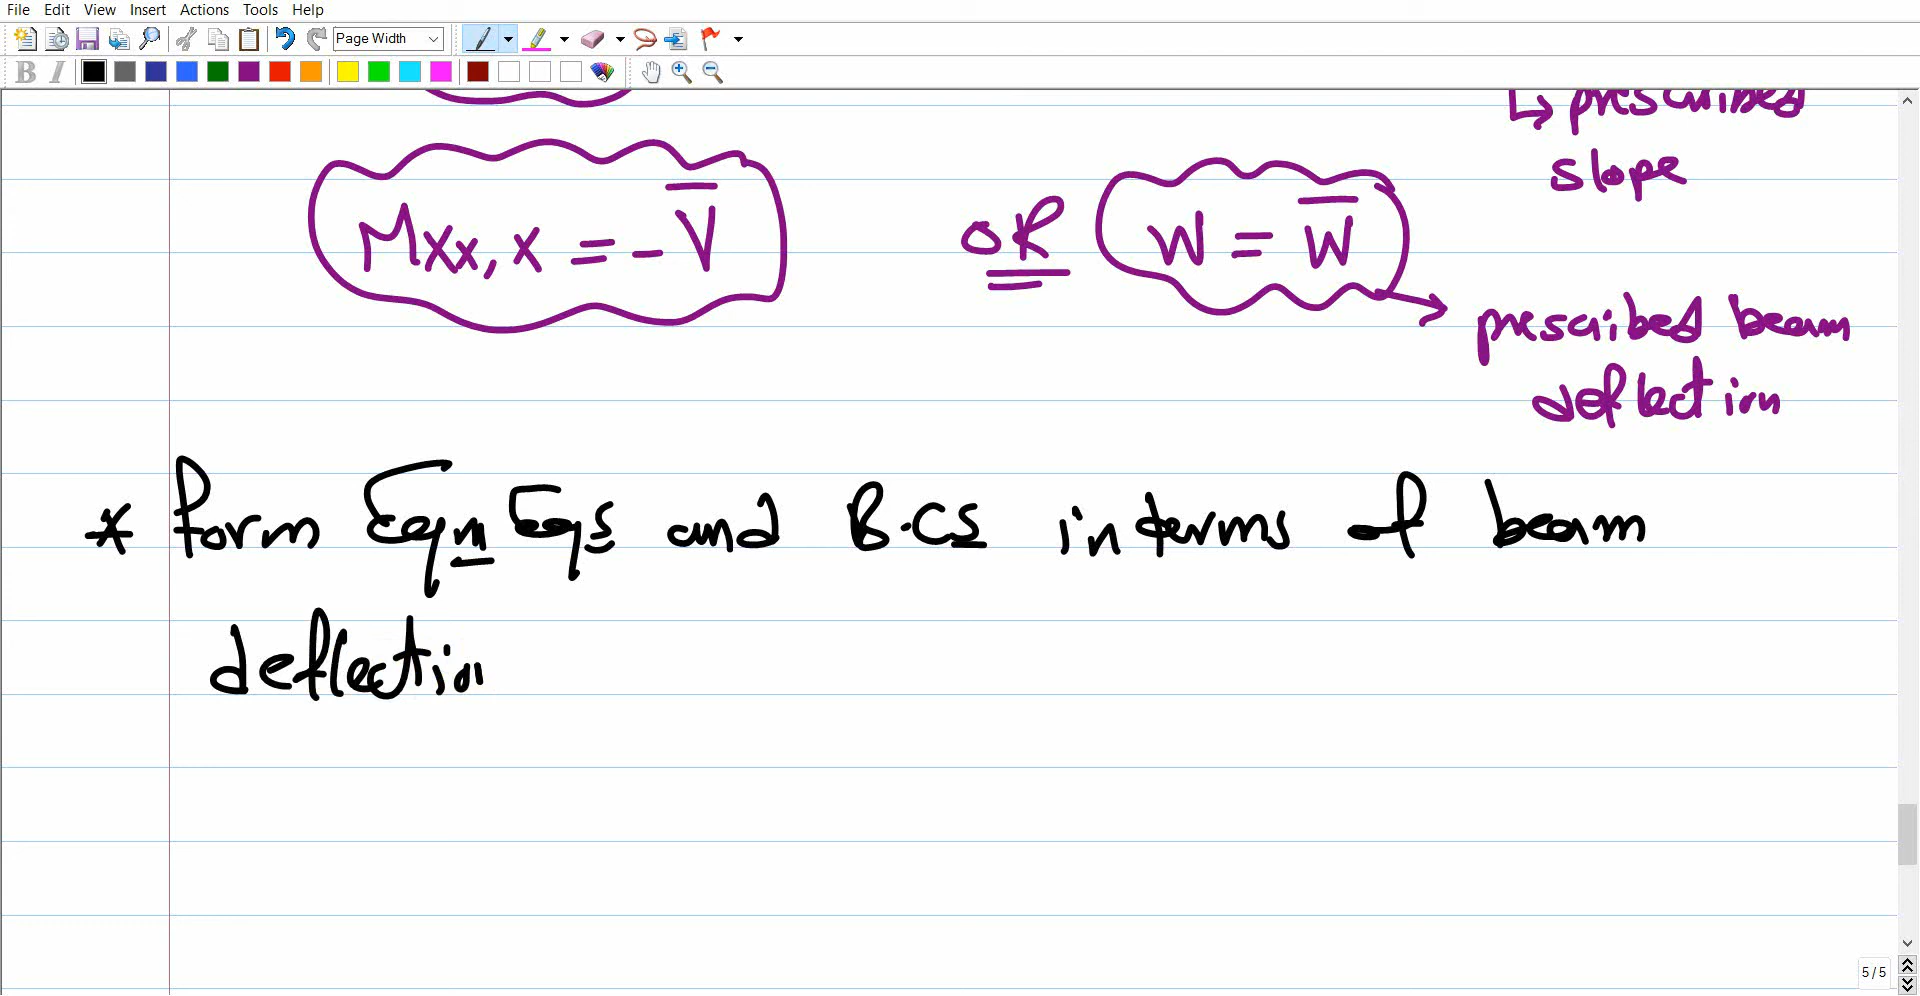 File Edit View Insert Actions Tools Help
Page Width
B I
↳ prescribed
slope
Mxx,x = - V̅
OR
W = W̅
prescribed beam
deflection
* Form Eqm Eqs and B.Cs in terms of beam
deflection
5 / 5